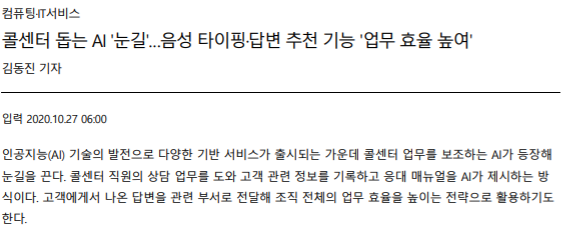 컴퓨팅·IT서비스
콜센터 돕는 AI '눈길'...음성 타이핑·답변 추천 기능 '업무 효율 높여'
김동진 기자
입력 2020.10.27 06:00
인공지능(AI) 기술의 발전으로 다양한 기반 서비스가 출시되는 가운데 콜센터 업무를 보조하는 AI가 등장해
눈길을 끈다. 콜센터 직원의 상담 업무를 도와 고객 관련 정보를 기록하고 응대 매뉴얼을 AI가 제시하는 방
식이다. 고객에게서 나온 답변을 관련 부서로 전달해 조직 전체의 업무 효율을 높이는 전략으로 활용하기도
한다.